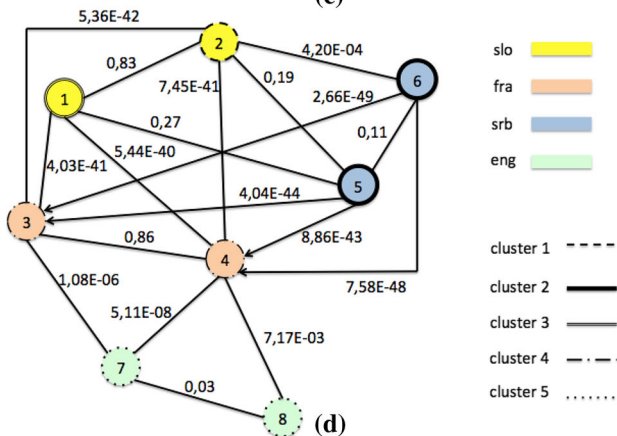 (c)
5,36E-42
2
4,20E-04
slo
0,83
6
7,45E-41
0,19
fra
1
2,66E-49
0,27
0,11
srb
4,03E-41
5,44E-40
eng
5
4,04E-44
3
0,86
8,86E-43
4
cluster 1
1,08E-06
7,58E-48
cluster 2
5,11E-08
7,17E-03
cluster 3
7
cluster 4
0,03
cluster 5
8
(d)